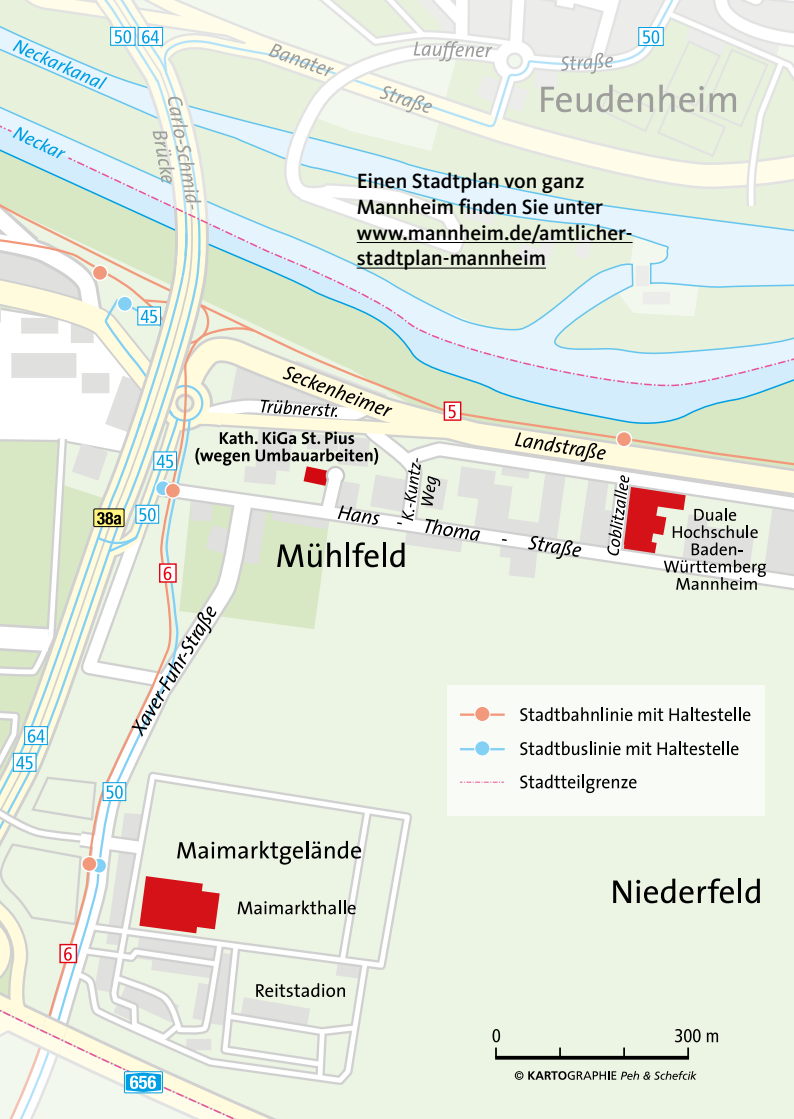 50 64
50
Neckarkanal
Banater
Straße
Lauffener
Straße
Feudenheim
Neckar
Carlo-Schmid-
Brücke
Einen Stadtplan von ganz
Mannheim finden Sie unter
www.mannheim.de/amtlicher-
stadtplan-mannheim
45
Seckenheimer
Landstraße
Trübnerstr.
5
Kath. KiGa St. Pius
(wegen Umbauarbeiten)
45
38a
50
K.-Kuntz-
Weg
Hans - Thoma - Straße
Coblitzallee
Duale
Hochschule
Baden-
Württemberg
Mannheim
Mühlfeld
6
Xaver-Fuhr-Straße
64
45
50
Stadtbahnlinie mit Haltestelle
Stadtbuslinie mit Haltestelle
Stadtteilgrenze
Maimarktgelände
Maimarkthalle
Niederfeld
6
Reitstadion
656
0 300 m
© KARTOGRAPHIE Peh & Schefcik